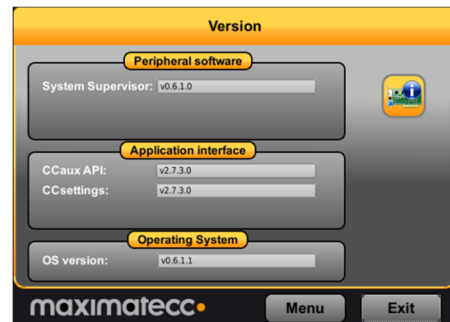 Version
Peripheral software
System Supervisor: v0.6.1.0
Application interface
CCaux API: v2.7.3.0
CCsettings: v2.7.3.0
Operating System
OS version: v0.6.1.1
maximatecc
Menu
Exit